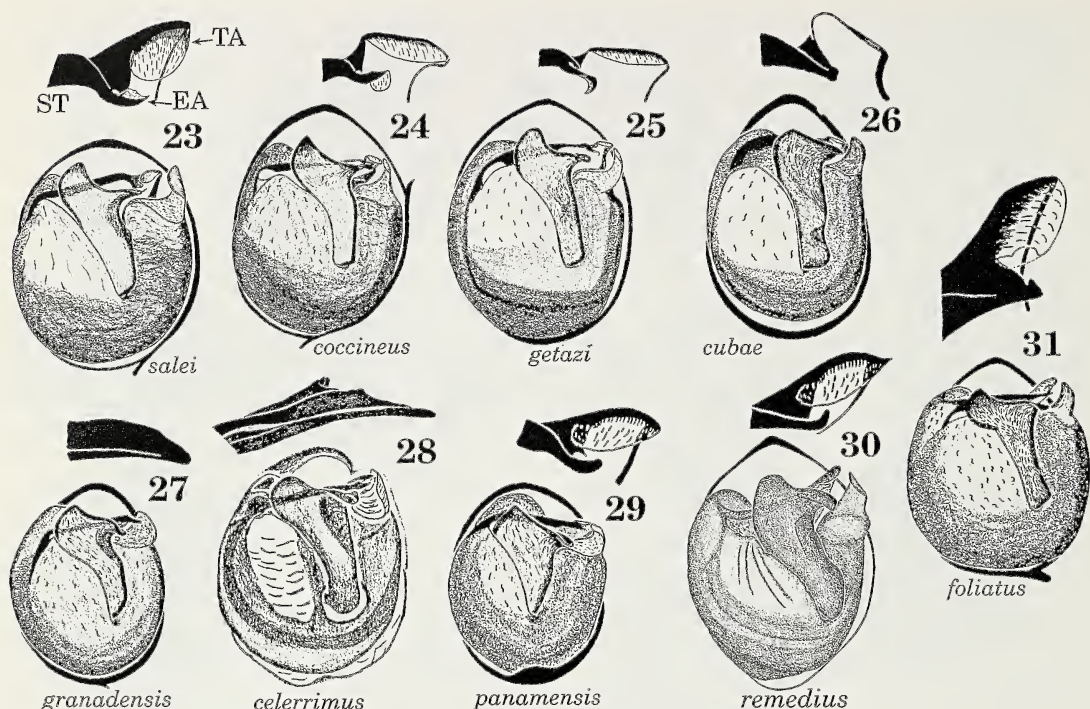 TA
ST
EA
23
24
25
26
salei
coccineus
getazi
cubae
31
27
28
29
30
foliatus
granadensis
celerrimus
panamensis
remedius